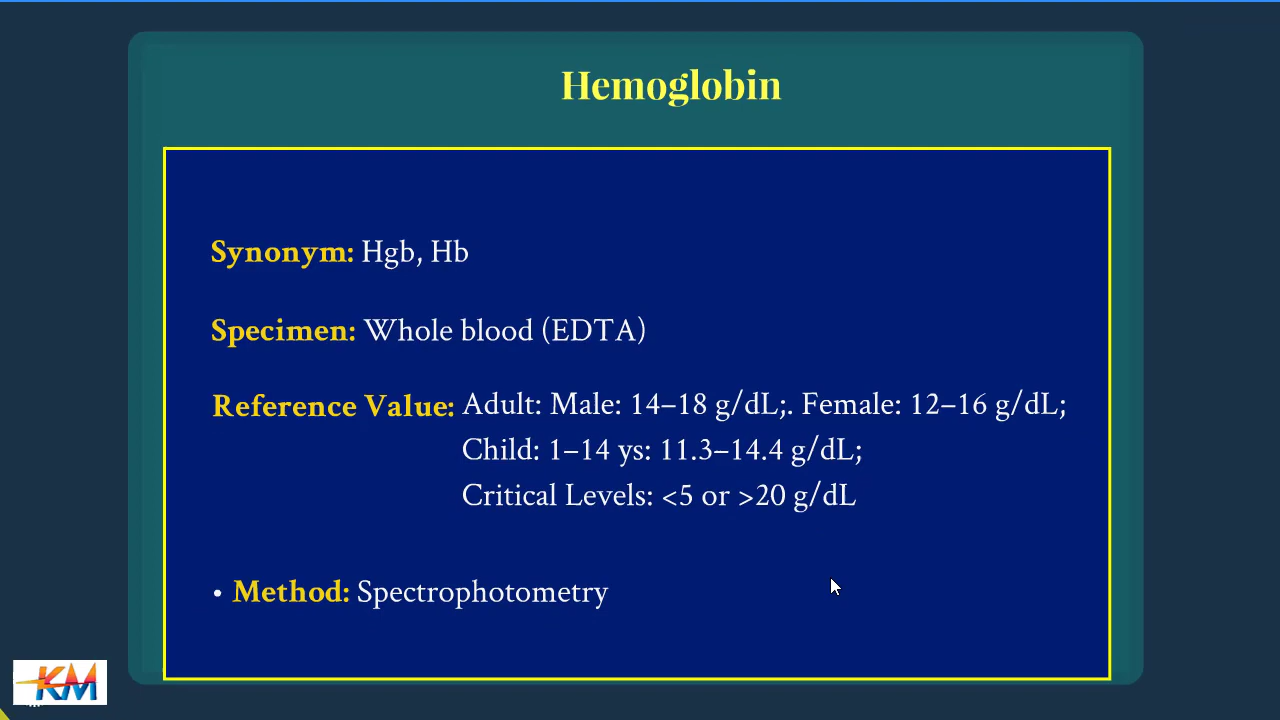 Hemoglobin
Synonym: Hgb, Hb
Specimen: Whole blood (EDTA)
Reference Value: Adult: Male: 14–18 g/dL;. Female: 12–16 g/dL;
Child: 1–14 ys: 11.3–14.4 g/dL;
Critical Levels: <5 or >20 g/dL
• Method: Spectrophotometry
KM